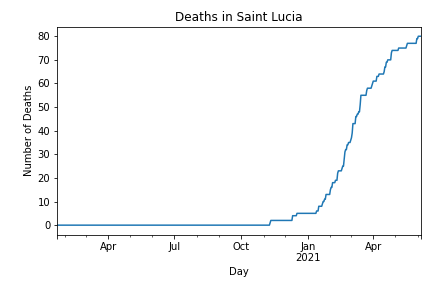 Deaths in Saint Lucia
80
70
60
50
40
30
20
10
0
Number of Deaths
Apr
Jul
Oct
Jan
2021
Apr
Day